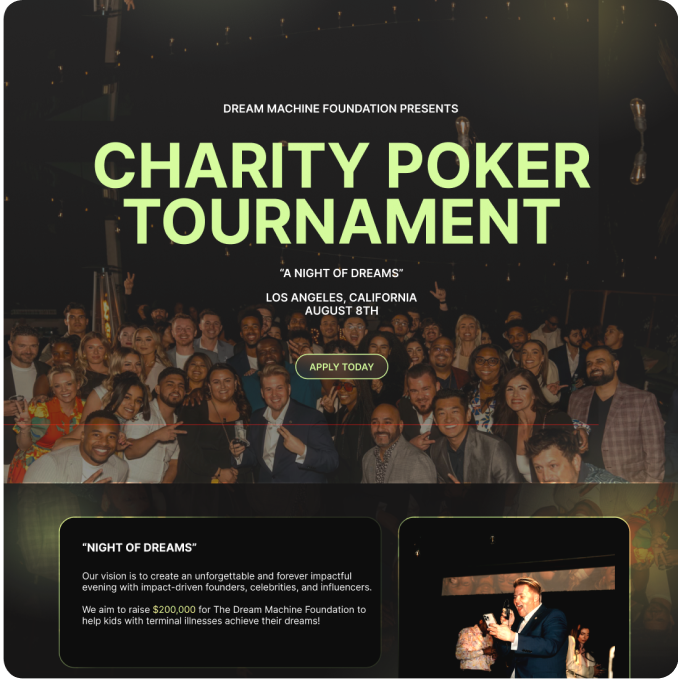 DREAM MACHINE FOUNDATION PRESENTS
CHARITY POKER
TOURNAMENT
“A NIGHT OF DREAMS”
LOS ANGELES, CALIFORNIA
AUGUST 8TH
APPLY TODAY
“NIGHT OF DREAMS”
Our vision is to create an unforgettable and forever impactful
evening with impact-driven founders, celebrities, and influencers.
We aim to raise $200,000 for The Dream Machine Foundation to
help kids with terminal illnesses achieve their dreams!